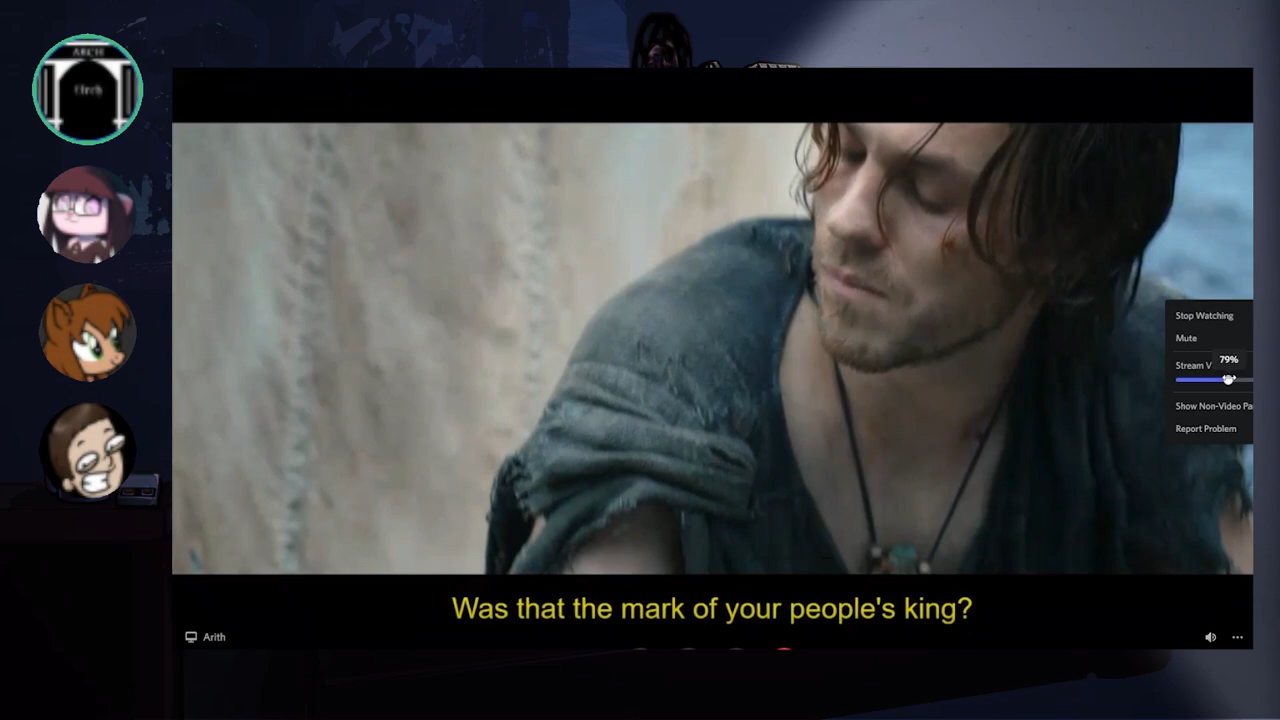 ARCH
Stop Watching
Mute
79%
Stream V
Show Non-Video Pa
Report Problem
Was that the mark of your people's king?
Arith